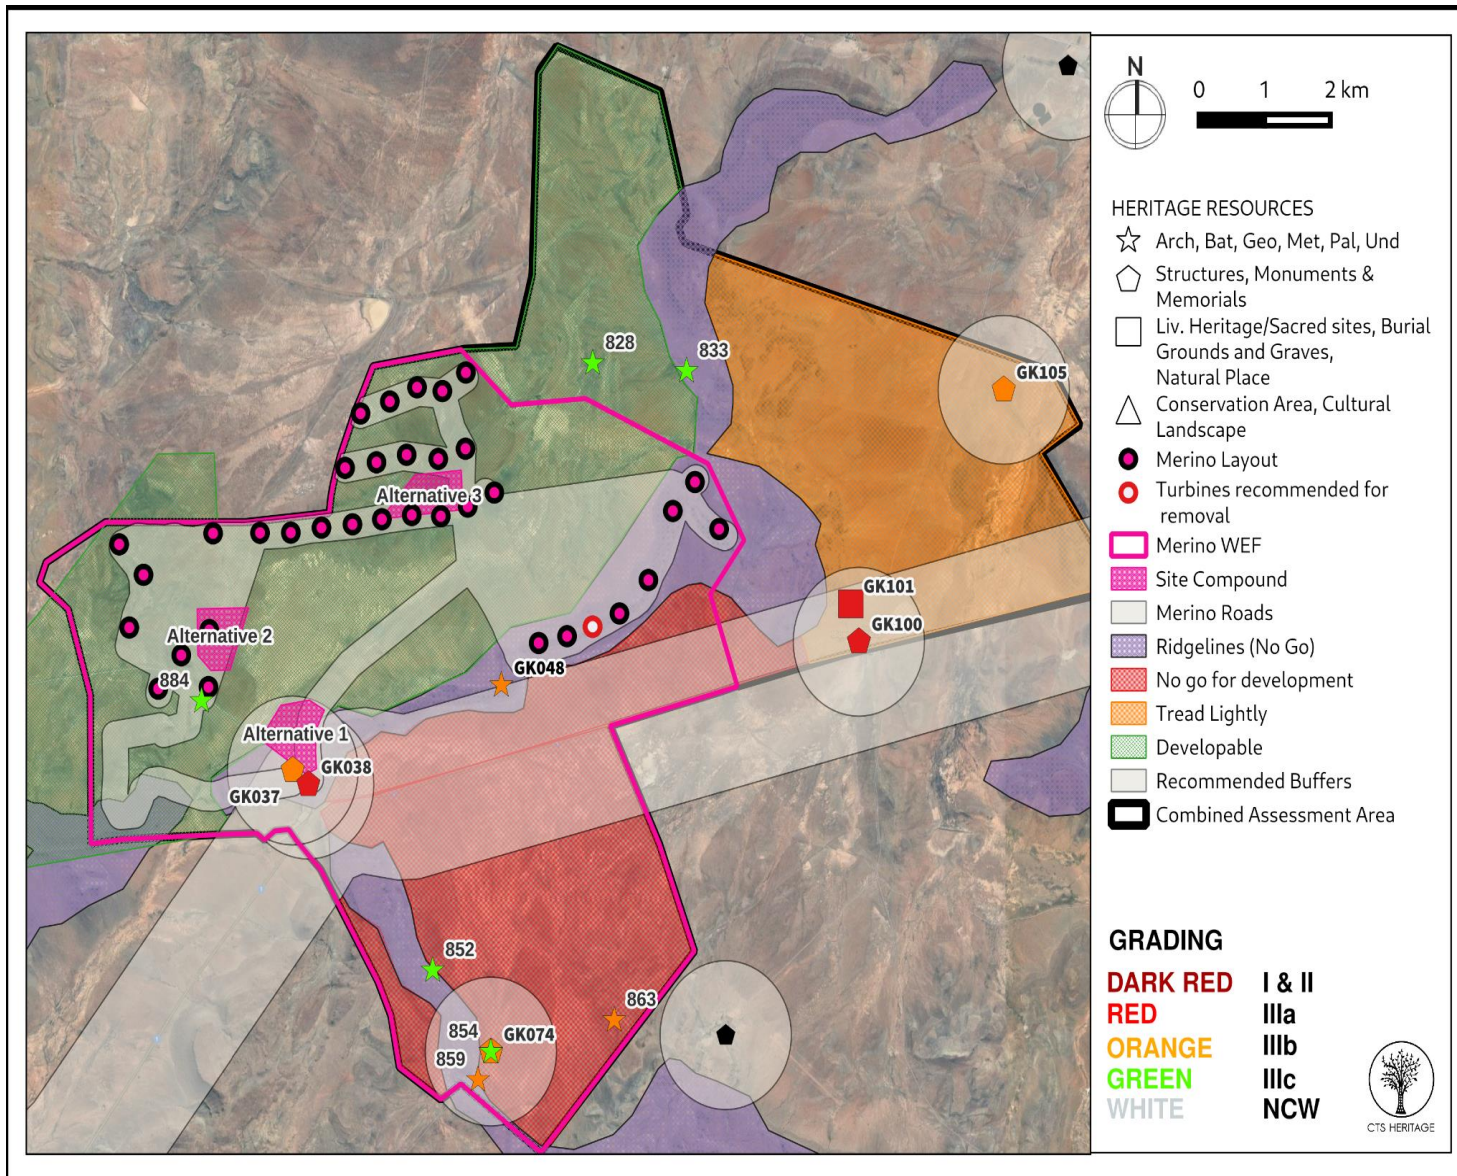 N
0 1 2 km
HERITAGE RESOURCES
Arch, Bat, Geo, Met, Pal, Und
Structures, Monuments &
Memorials
Liv. Heritage/Sacred sites, Burial
Grounds and Graves,
Natural Place
Conservation Area, Cultural
Landscape
Merino Layout
Turbines recommended for
removal
Merino WEF
Site Compound
Merino Roads
Ridgelines (No Go)
No go for development
Tread Lightly
Developable
Recommended Buffers
Combined Assessment Area
GRADING
DARK RED I & II
RED IIIa
ORANGE IIIb
GREEN IIIc
WHITE NCW
CTS HERITAGE
828
833
GK105
Alternative 3
GK101
GK100
Alternative 2
884
GK048
Alternative 1
GK038
GK037
852
863
854
GK074
859